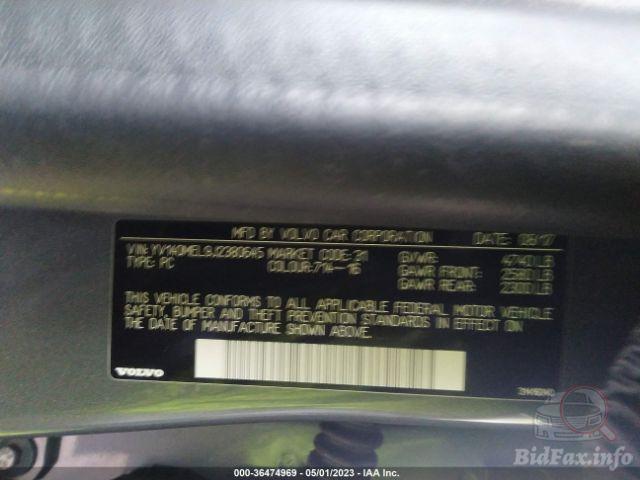 MFD BY VOLVO CAR CORPORATION DATE: 06/17
VIN: YV140MEL9J2380645 MARKET CODE: 31 GVWR: 4740 LB
TYPE: PC COLOUR: 714-16 GAWR FRONT: 2580 LB
GAWR REAR: 2300 LB
THIS VEHICLE CONFORMS TO ALL APPLICABLE FEDERAL MOTOR VEHICLE
SAFETY, BUMPER AND THEFT PREVENTION STANDARDS IN EFFECT ON
THE DATE OF MANUFACTURE SHOWN ABOVE.
VOLVO
BidFax.info
000-36474969 - 05/01/2023 - IAA Inc.